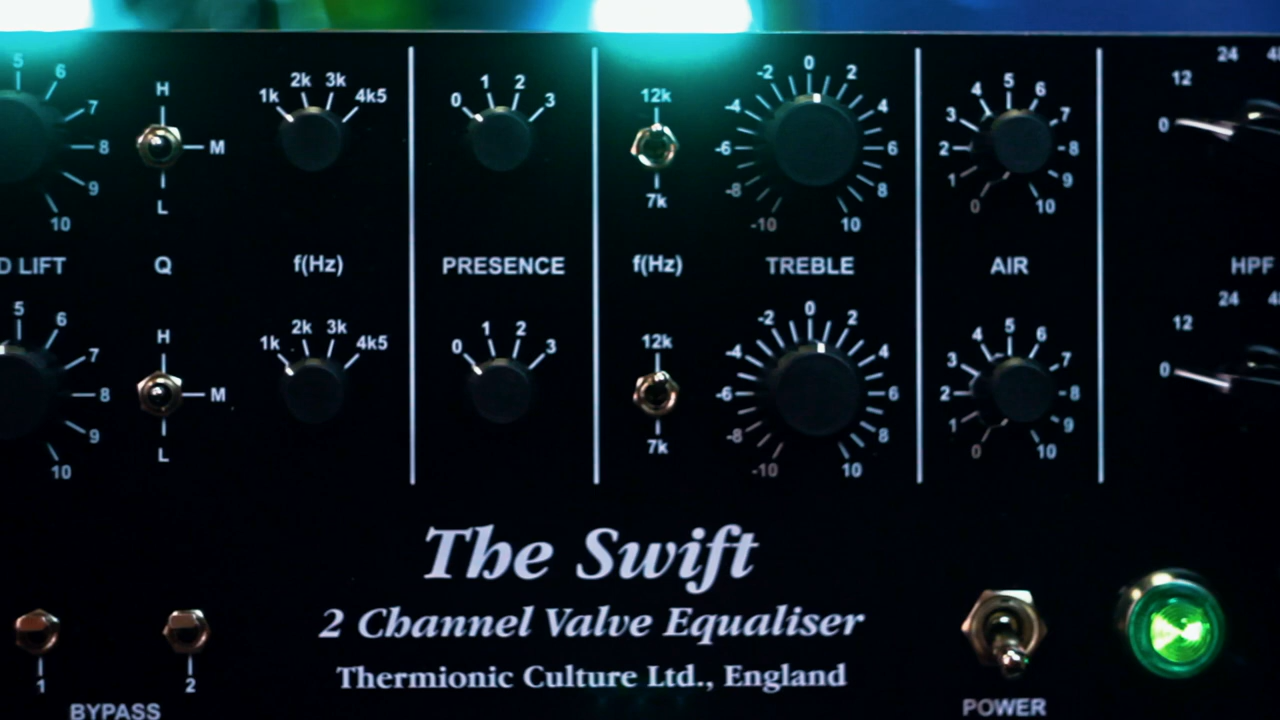 5 6 7 8 9 10
H M L
1k 2k 3k 4k5
0 1 2 3
12k 7k
-10 -8 -6 -4 -2 0 2 4 6 8 10
0 1 2 3 4 5 6 7 8 9 10
0 12 24
LIFT
Q
f(Hz)
PRESENCE
f(Hz)
TREBLE
AIR
HPF
5 6 7 8 9 10
H M L
1k 2k 3k 4k5
0 1 2 3
12k 7k
-10 -8 -6 -4 -2 0 2 4 6 8 10
0 1 2 3 4 5 6 7 8 9 10
0 12 24
The Swift
2 Channel Valve Equaliser
Thermionic Culture Ltd., England
1 2
BYPASS
POWER